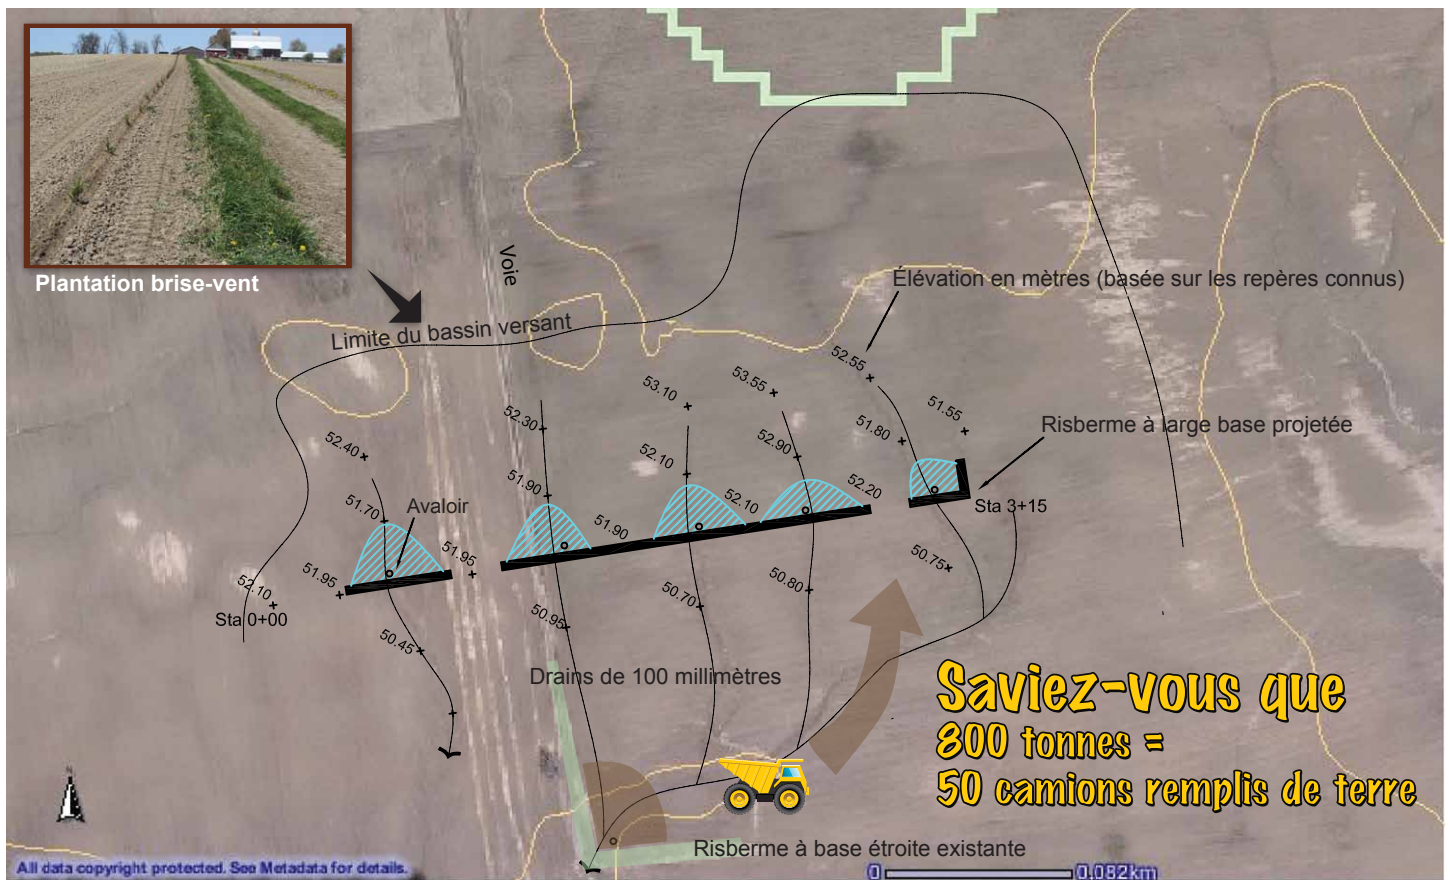 Plantation brise-vent
Voie
Limite du bassin versant
Élévation en mètres (basée sur les repères connus)
52.55
53.55
53.10
51.55
52.30
51.80
Risberme à large base projetée
52.40
52.90
52.10
51.90
52.20
52.10
51.70
Avaloir
Sta 3+15
51.90
51.95
51.95
50.75
52.10
50.80
50.70
Sta 0+00
50.95
50.45
Drains de 100 millimètres
Saviez-vous que
800 tonnes =
50 camions remplis de terre
N
Risberme à base étroite existante
All data copyright protected. See Metadata for details.
0 0.082km